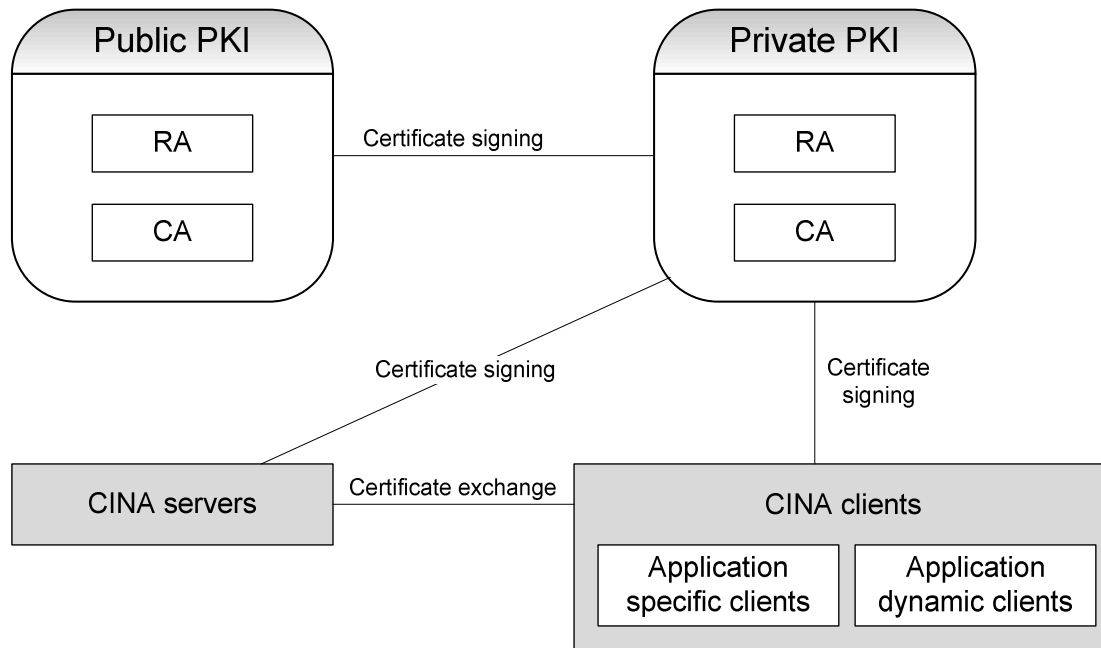 Public PKI
Private PKI
RA
Certificate signing
RA
CA
CA
Certificate signing
Certificate
signing
CINA servers
Certificate exchange
CINA clients
Application
specific clients
Application
dynamic clients